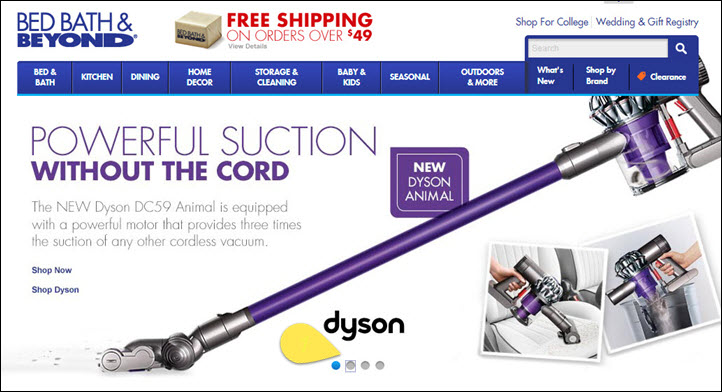 BED BATH &
BEYOND®
BED BATH &
BEYOND
FREE SHIPPING
ON ORDERS OVER $49
View Details
Shop For College | Wedding & Gift Registry
Search
BED &
BATH
KITCHEN
DINING
HOME
DECOR
STORAGE &
CLEANING
BABY &
KIDS
SEASONAL
OUTDOORS
& MORE
What's
New
Shop by
Brand
Clearance
POWERFUL SUCTION
WITHOUT THE CORD
NEW
DYSON
ANIMAL
The NEW Dyson DC59 Animal is equipped
with a powerful motor that provides three times
the suction of any other cordless vacuum.
Shop Now
Shop Dyson
dyson